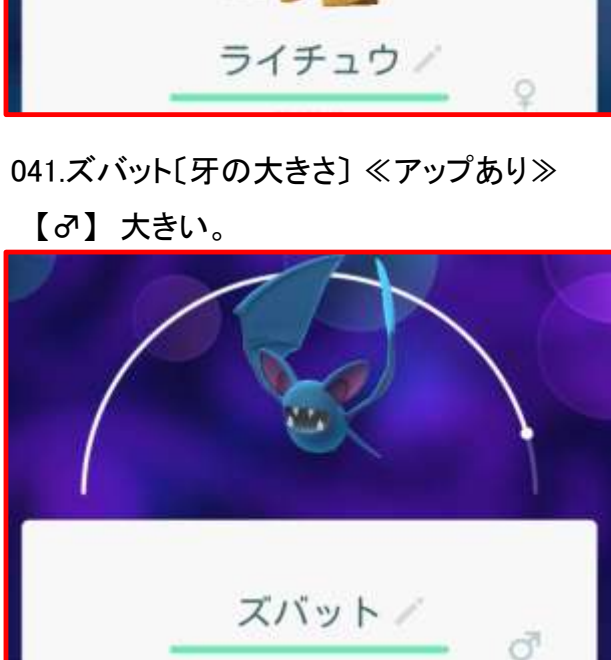 ライチュウ
♀
041.ズバット〔牙の大きさ〕≪アップあり≫
【♂】 大きい。
ズバット
♂